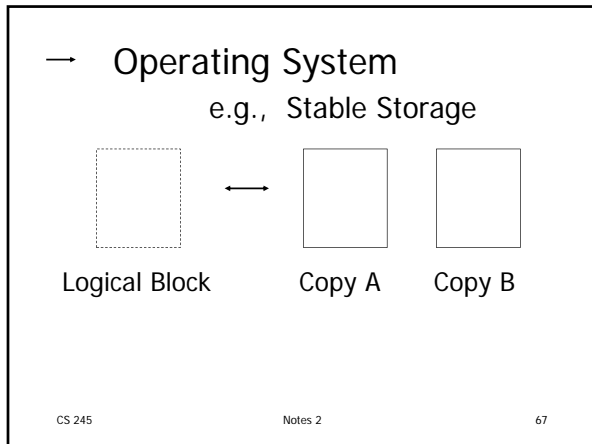 → Operating System
e.g., Stable Storage
Logical Block Copy A Copy B
CS 245 Notes 2 67